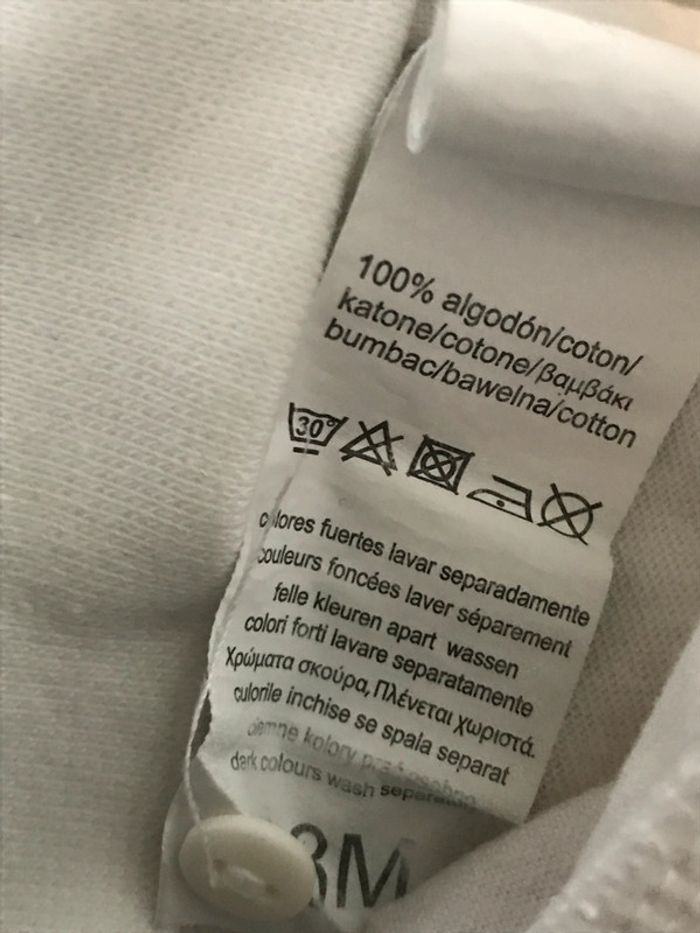 100% algodón/coton/
katone/cotone/βαμβάκι
bumbac/bawelna/cotton
30°
colores fuertes lavar separadamente
couleurs foncées laver séparement
felle kleuren apart wassen
colori forti lavare separatamente
Χρώματα σκούρα, Πλένεται χωριστά.
culorile inchise se spala separat
ciemne kolory
dark colours wash
3M